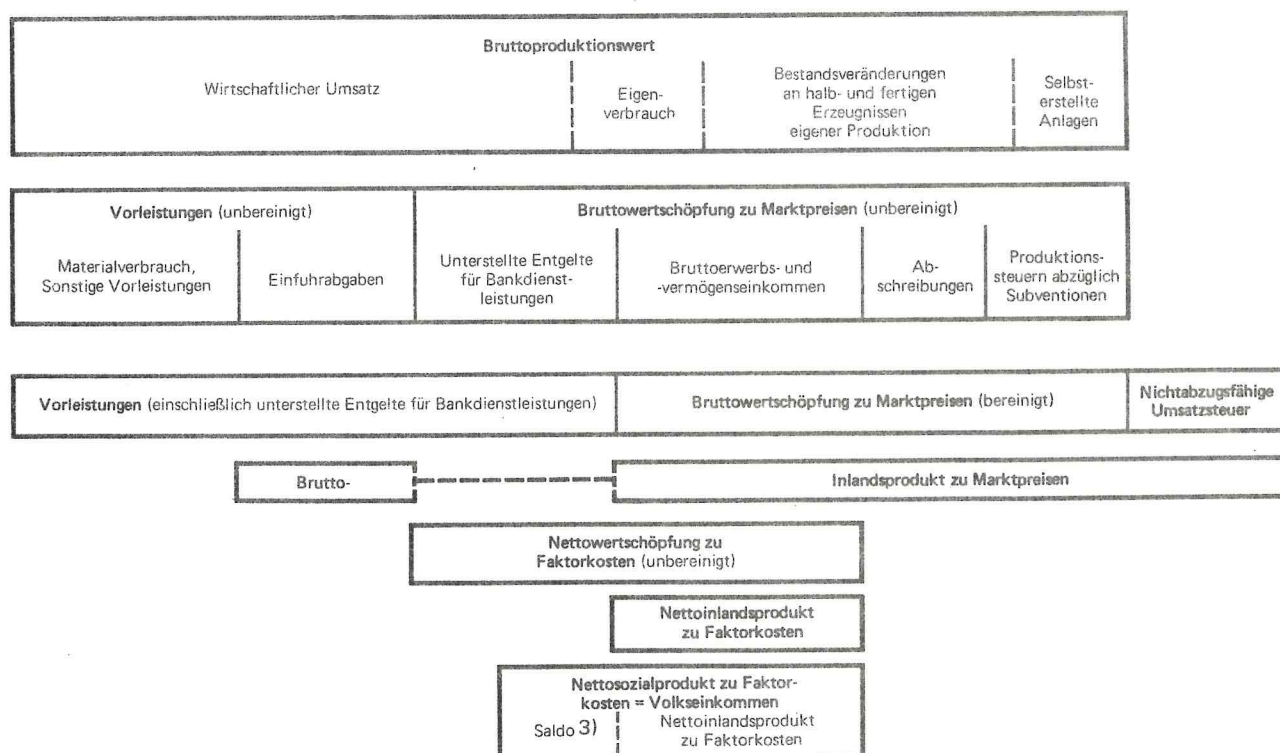 Bruttoproduktionswert
Wirtschaftlicher Umsatz
Eigen-
verbrauch
Bestandsveränderungen
an halb- und fertigen
Erzeugnissen
eigener Produktion
Selbst-
erstellte
Anlagen
Vorleistungen (unbereinigt)
Bruttowertschöpfung zu Marktpreisen (unbereinigt)
Materialverbrauch,
Sonstige Vorleistungen
Einfuhrabgaben
Unterstellte Entgelte
für Bankdienst-
leistungen
Bruttoerwerbs- und
-vermögenseinkommen
Ab-
schreibungen
Produktions-
steuern abzüglich
Subventionen
Vorleistungen (einschließlich unterstellte Entgelte für Bankdienstleistungen)
Bruttowertschöpfung zu Marktpreisen (bereinigt)
Nichtabzugsfähige
Umsatzsteuer
Brutto-
Inlandsprodukt zu Marktpreisen
Nettowertschöpfung zu
Faktorkosten (unbereinigt)
Nettoinlandsprodukt
zu Faktorkosten
Nettosozialprodukt zu Faktor-
kosten = Volkseinkommen
Saldo 3)
Nettoinlandsprodukt
zu Faktorkosten